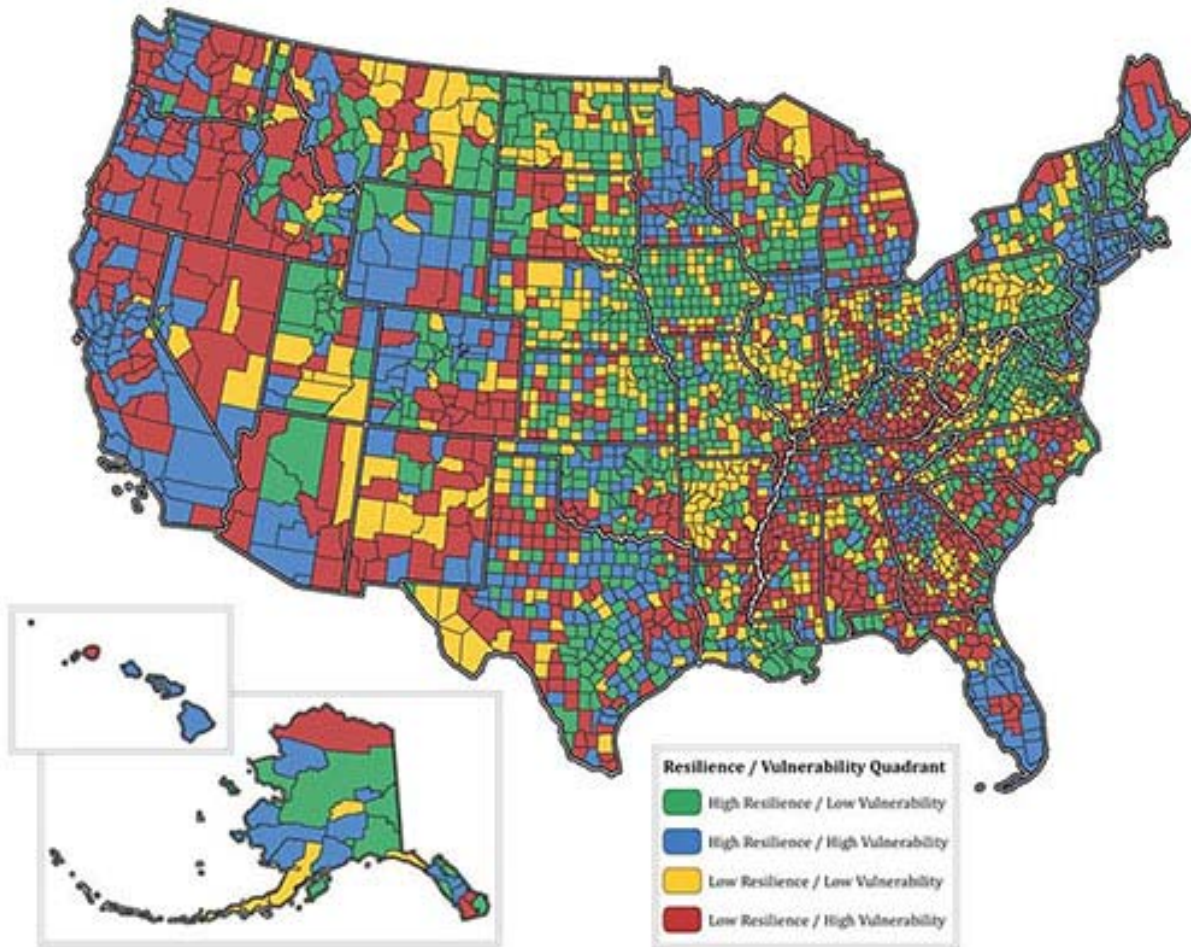 Resilience / Vulnerability Quadrant
High Resilience / Low Vulnerability
High Resilience / High Vulnerability
Low Resilience / Low Vulnerability
Low Resilience / High Vulnerability